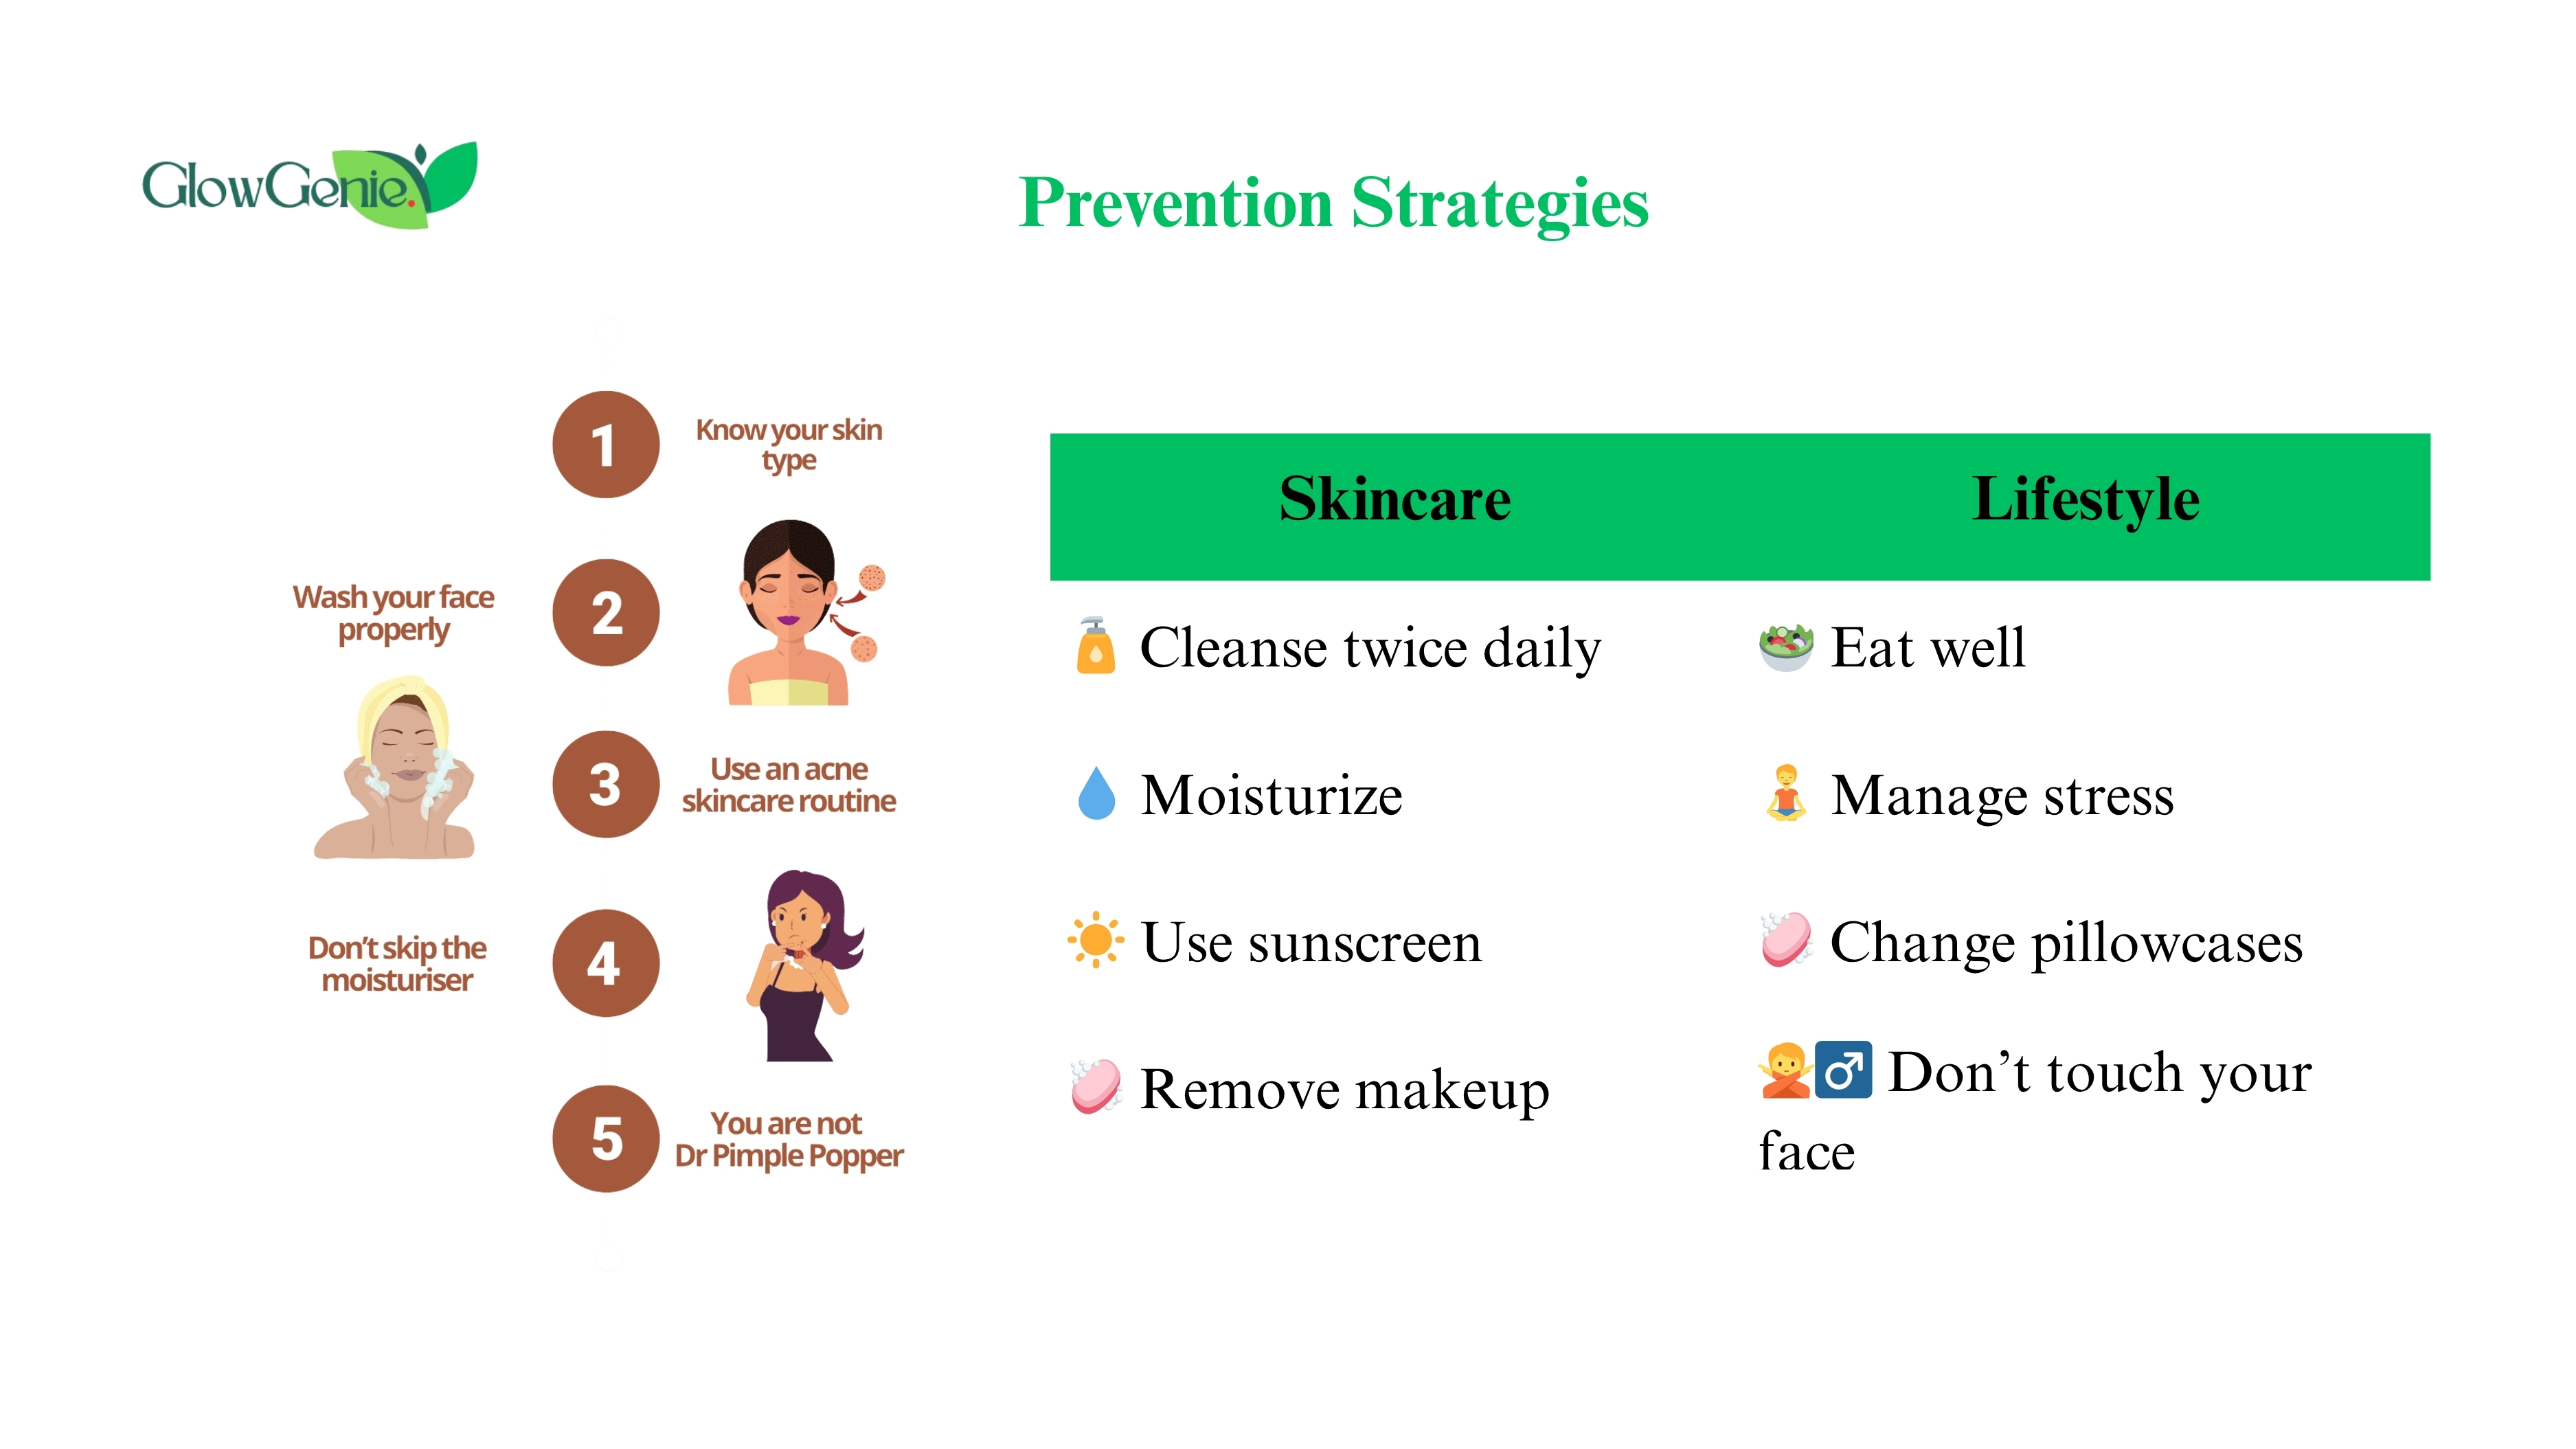 GlowGenie.
Prevention Strategies
1
Know your skin
type
Wash your face
properly
2
3
Use an acne
skincare routine
Don't skip the
moisturiser
4
5
You are not
Dr Pimple Popper
Skincare
Lifestyle
Cleanse twice daily
Eat well
Moisturize
Manage stress
Use sunscreen
Change pillowcases
Remove makeup
Don’t touch your
face